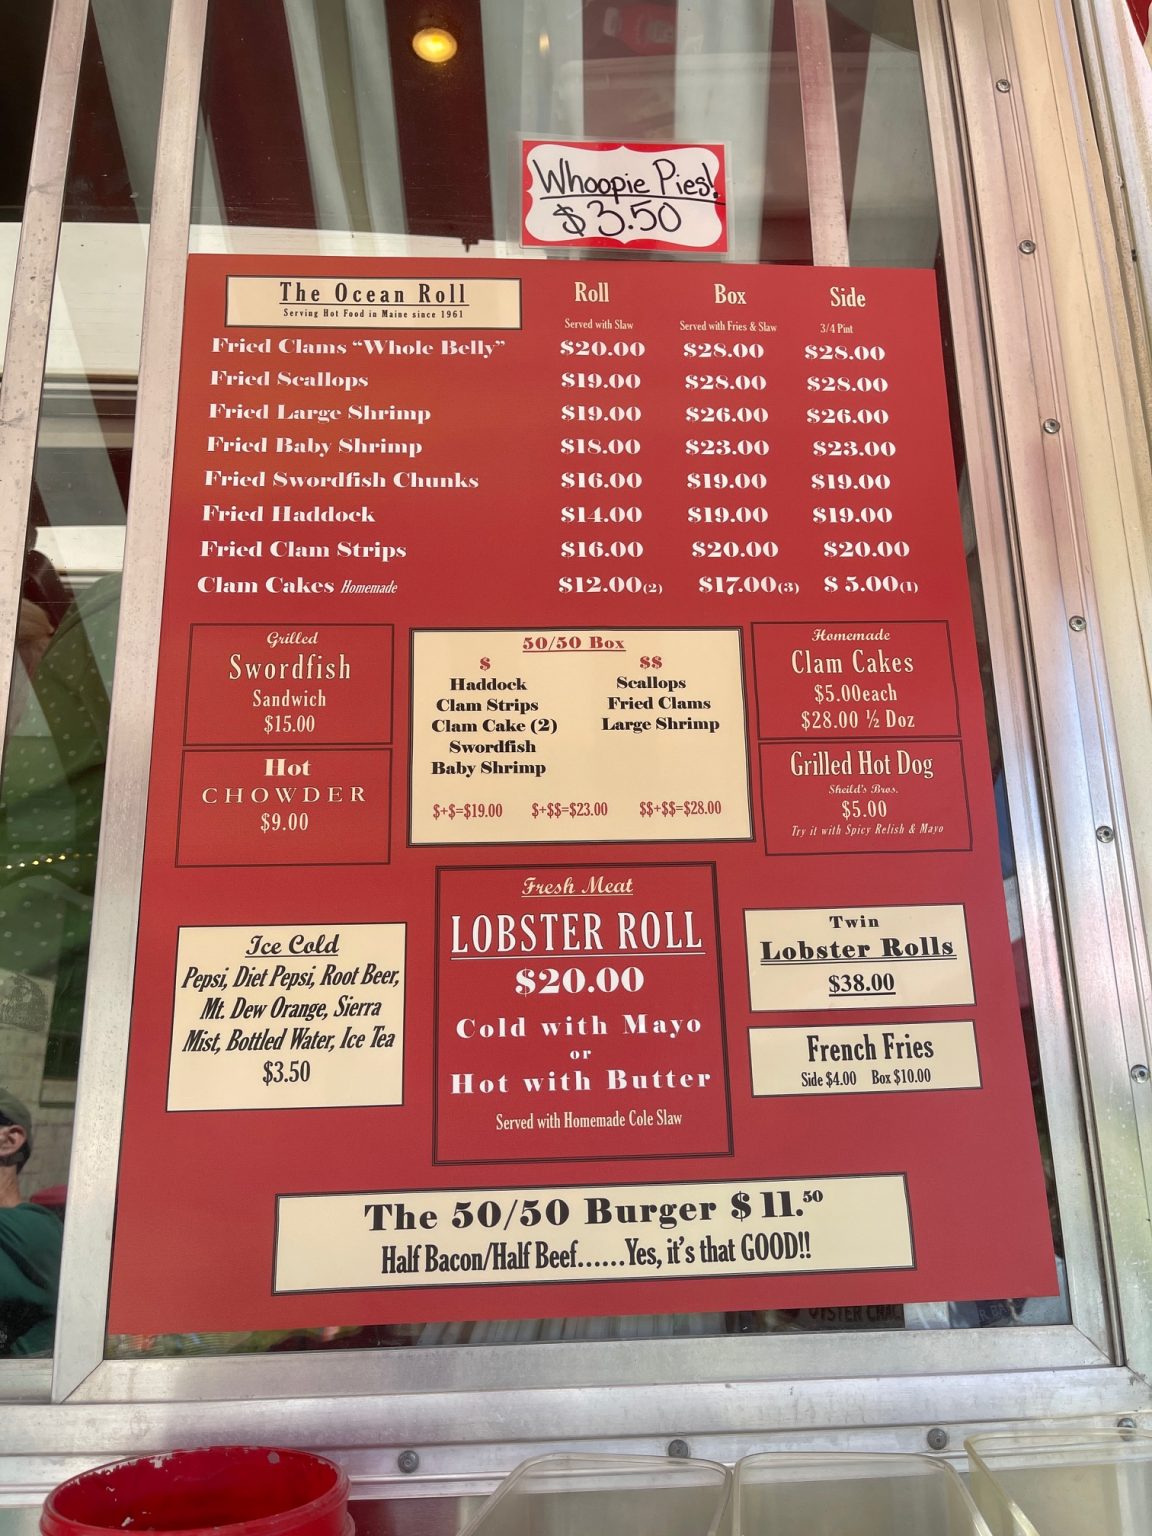 Whoopie Pies!
$3.50
The Ocean Roll
Serving Hot Food in Maine since 1961
Roll Box Side
Served with Slaw Served with Fries & Slaw 3/4 Pint
Fried Clams “Whole Belly” $20.00 $28.00 $28.00
Fried Scallops $19.00 $28.00 $28.00
Fried Large Shrimp $19.00 $26.00 $26.00
Fried Baby Shrimp $18.00 $23.00 $23.00
Fried Swordfish Chunks $16.00 $19.00 $19.00
Fried Haddock $14.00 $19.00 $19.00
Fried Clam Strips $16.00 $20.00 $20.00
Clam Cakes Homemade $12.00(2) $17.00(3) $ 5.00(1)
Grilled
Swordfish
Sandwich
$15.00
Hot
CHOWDER
$9.00
50/50 Box
$ $$
Haddock Scallops
Clam Strips Fried Clams
Clam Cake (2) Large Shrimp
Swordfish
Baby Shrimp
$+$=$19.00 $+$$=$23.00 $$+$$=$28.00
Homemade
Clam Cakes
$5.00each
$28.00 ½ Doz
Grilled Hot Dog
Sheild's Bros.
$5.00
Try it with Spicy Relish & Mayo
Ice Cold
Pepsi, Diet Pepsi, Root Beer,
Mt. Dew Orange, Sierra
Mist, Bottled Water, Ice Tea
$3.50
Fresh Meat
LOBSTER ROLL
$20.00
Cold with Mayo
or
Hot with Butter
Served with Homemade Cole Slaw
Twin
Lobster Rolls
$38.00
French Fries
Side $4.00 Box $10.00
The 50/50 Burger $ 11.50
Half Bacon/Half Beef......Yes, it's that GOOD!!